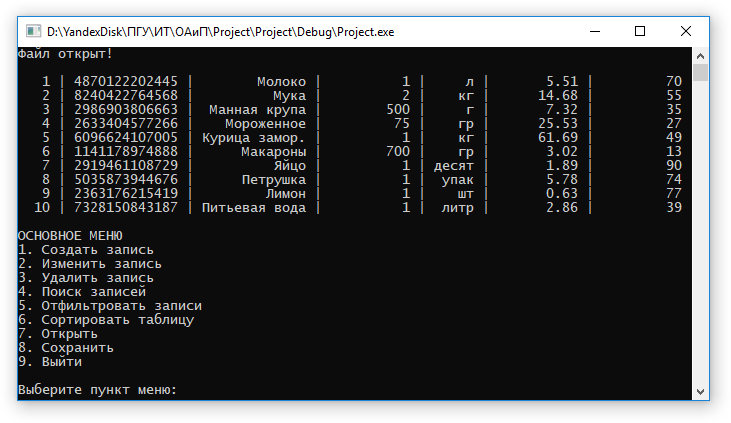 D:\YandexDisk\ПГУ\ИТ\ОАиП\Project\Project\Debug\Project.exe
Файл открыт!
1 | 4870122202445 | Молоко | 1 | л | 5.51 | 70
2 | 8240422764568 | Мука | 2 | кг | 14.68 | 55
3 | 2986903806663 | Манная крупа | 500 | г | 7.32 | 35
4 | 2633404577266 | Мороженное | 75 | гр | 25.53 | 27
5 | 6096624107005 | Курица замор. | 1 | кг | 61.69 | 49
6 | 1141178974888 | Макароны | 700 | гр | 3.02 | 13
7 | 2919461108729 | Яйцо | 1 | десят | 1.89 | 90
8 | 5035873944676 | Петрушка | 1 | упак | 5.78 | 74
9 | 2363176215419 | Лимон | 1 | шт | 0.63 | 77
10 | 7328150843187 | Питьевая вода | 1 | литр | 2.86 | 39
ОСНОВНОЕ МЕНЮ
1. Создать запись
2. Изменить запись
3. Удалить запись
4. Поиск записей
5. Отфильтровать записи
6. Сортировать таблицу
7. Открыть
8. Сохранить
9. Выйти
Выберите пункт меню: